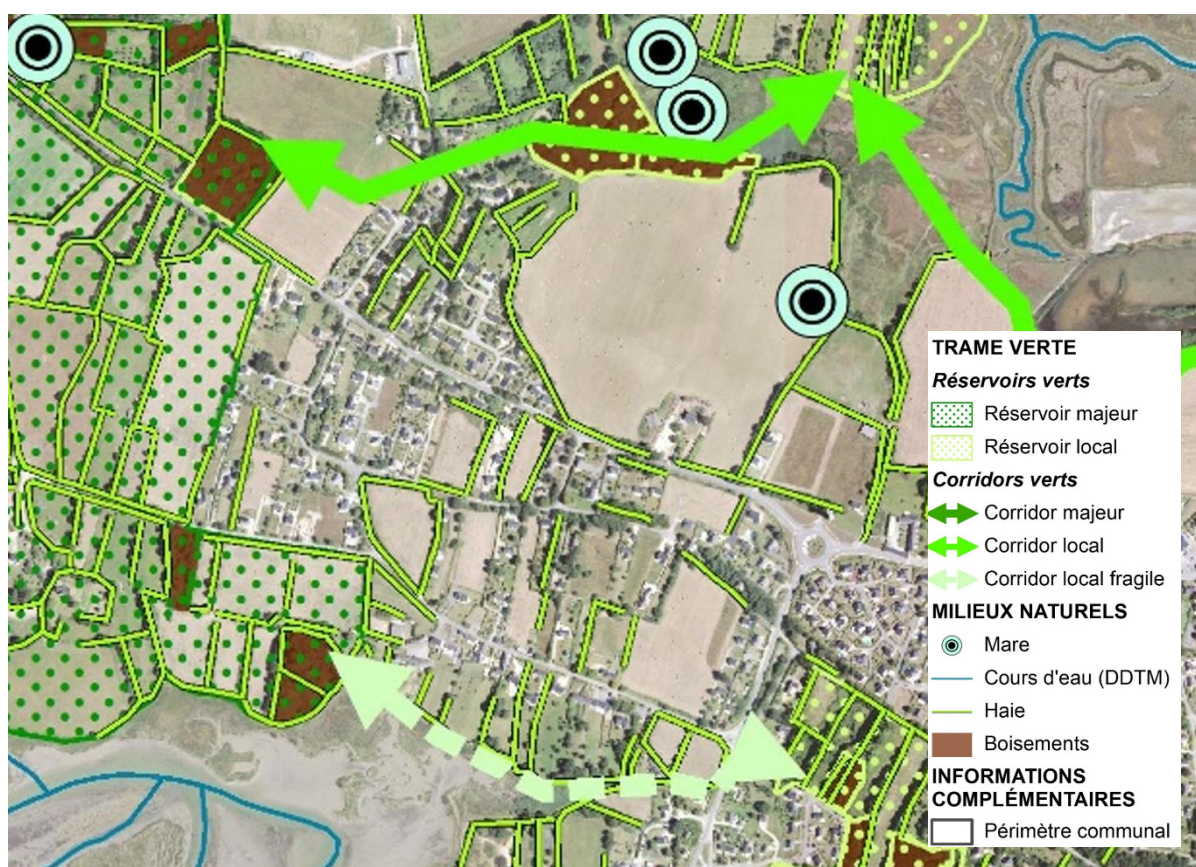 TRAME VERTE
Réservoirs verts
Réservoir majeur
Réservoir local
Corridors verts
Corridor majeur
Corridor local
Corridor local fragile
MILIEUX NATURELS
Mare
Cours d'eau (DDTM)
Haie
Boisements
INFORMATIONS
COMPLÉMENTAIRES
Périmètre communal